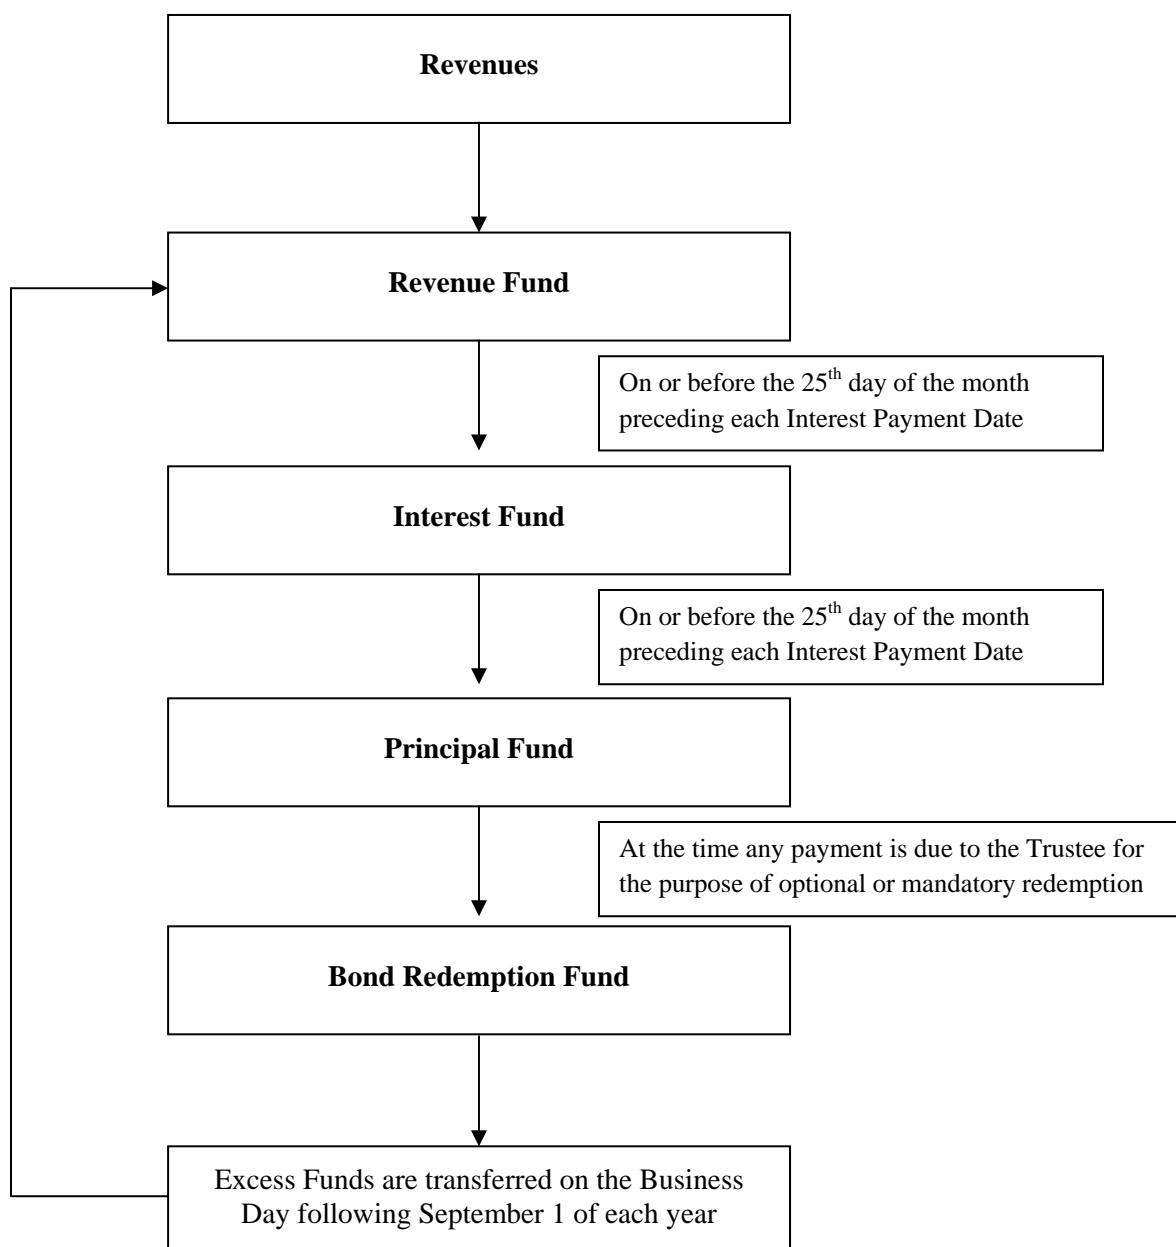 Revenues
Revenue Fund
On or before the 25th day of the month
preceding each Interest Payment Date
Interest Fund
On or before the 25th day of the month
preceding each Interest Payment Date
Principal Fund
At the time any payment is due to the Trustee for
the purpose of optional or mandatory redemption
Bond Redemption Fund
Excess Funds are transferred on the Business
Day following September 1 of each year